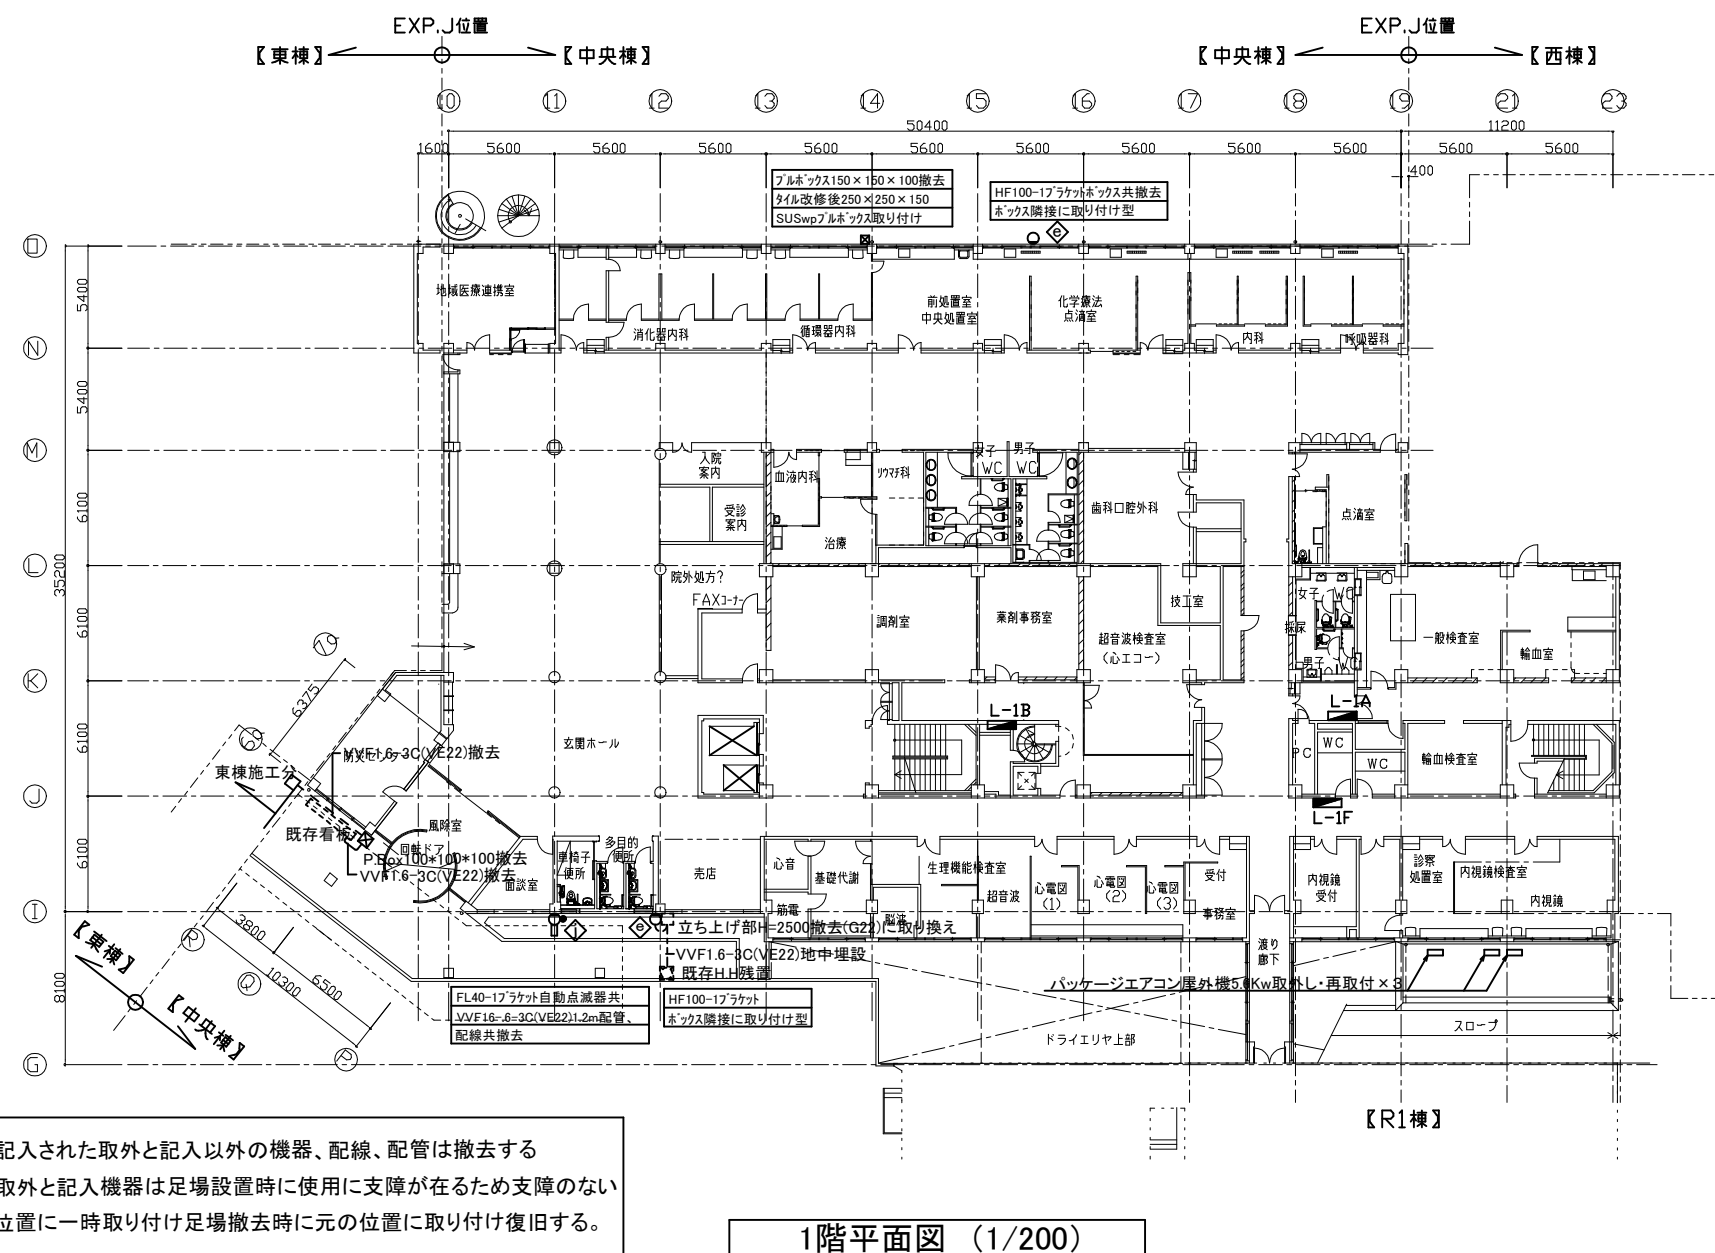 EXP.J位置
EXP.J位置
【東棟】
【中央棟】
【中央棟】
【西棟】
10
11
12
13
14
15
16
17
18
19
21
23
50400
11200
1600
5600
5600
5600
5600
5600
5600
5600
5600
5600
5600
5600
400
プルボックス150×150×100撤去
タイル改修後250×250×150
SUSwpプルボックス取り付け
HF100-1ブラケットボックス共撤去
ボックス隣接に取り付け型
e
N
M
L
K
J
I
G
5400
5400
6100
6100
6100
6100
35200
8100
地域医療連携室
消化器内科
循環器内科
前処置室
中央処置室
化学療法
点滴室
内科
呼吸器科
入院
案内
受診
案内
血液内科
リウマチ科
治療
女子
WC
男子
WC
歯科口腔外科
点滴室
院外処方?
FAXコーナー
調剤室
薬剤事務室
超音波検査室
(心エコー)
技工室
女子
WC
採尿
男子
WC
一般検査室
輸血室
L-1B
L-1A
L-1F
玄関ホール
PC
WC
WC
輸血検査室
6375
VVF1.6-3C(VE22)撤去
東棟施工分
既存看板
風除室
回転ドア
P.Box100*100*100撤去
VVF1.6-3C(VE22)撤去
面談室
車椅子
便所
多目的
便所
売店
心音
基礎代謝
筋電
脳波
生理機能検査室
超音波
心電図
(1)
心電図
(2)
心電図
(3)
受付
事務室
渡り
廊下
内視鏡
受付
診察
処置室
内視鏡検査室
内視鏡
e
立ち上げ部H=2500撤去(G22)に取り換え
VVF1.6-3C(VE22)地中埋設
既存H.H残置
3800
10300
6500
R
Q
P
【東棟】
【中央棟】
FL40-1ブラケット自動点滅器共
VVF16-.6=3C(VE22)1.2m配管、
配線共撤去
HF100-1ブラケット
ボックス隣接に取り付け型
パッケージエアコン屋外機5.6Kw取外し・再取付×3
ドライエリヤ上部
スロープ
【R1棟】
記入された取外と記入以外の機器、配線、配管は撤去する
取外と記入機器は足場設置時に使用に支障が在るため支障のない
位置に一時取り付け足場撤去時に元の位置に取り付け復旧する。
1階平面図 (1/200)